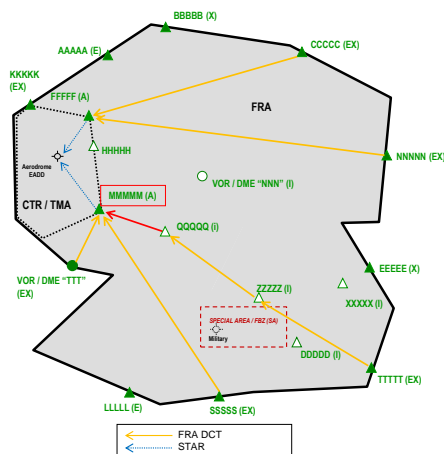 BBBBB (X)
AAAAA (E)
CCCCC (EX)
KKKKK
(EX)
FFFFF (A)
FRA
HHHHH
Aerodrome
EADD
NNNNN (EX)
VOR / DME “NNN” (I)
MMMMM (A)
CTR / TMA
QQQQQ (i)
VOR / DME “TTT”
(EX)
EEEEE (X)
ZZZZZ (I)
XXXXX (I)
SPECIAL AREA / FBZ (SA)
Military
DDDDD (I)
TTTTT (EX)
LLLLL (E)
SSSSS (EX)
FRA DCT
STAR